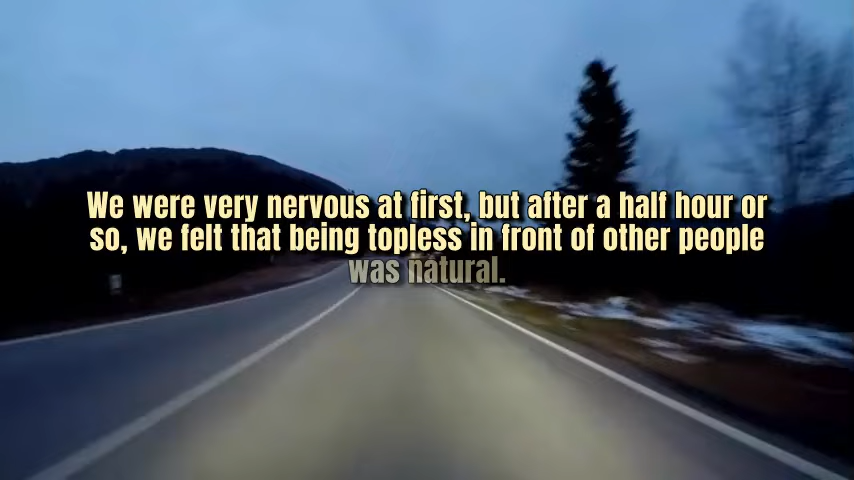 We were very nervous at first, but after a half hour or
so, we felt that being topless in front of other people
was natural.